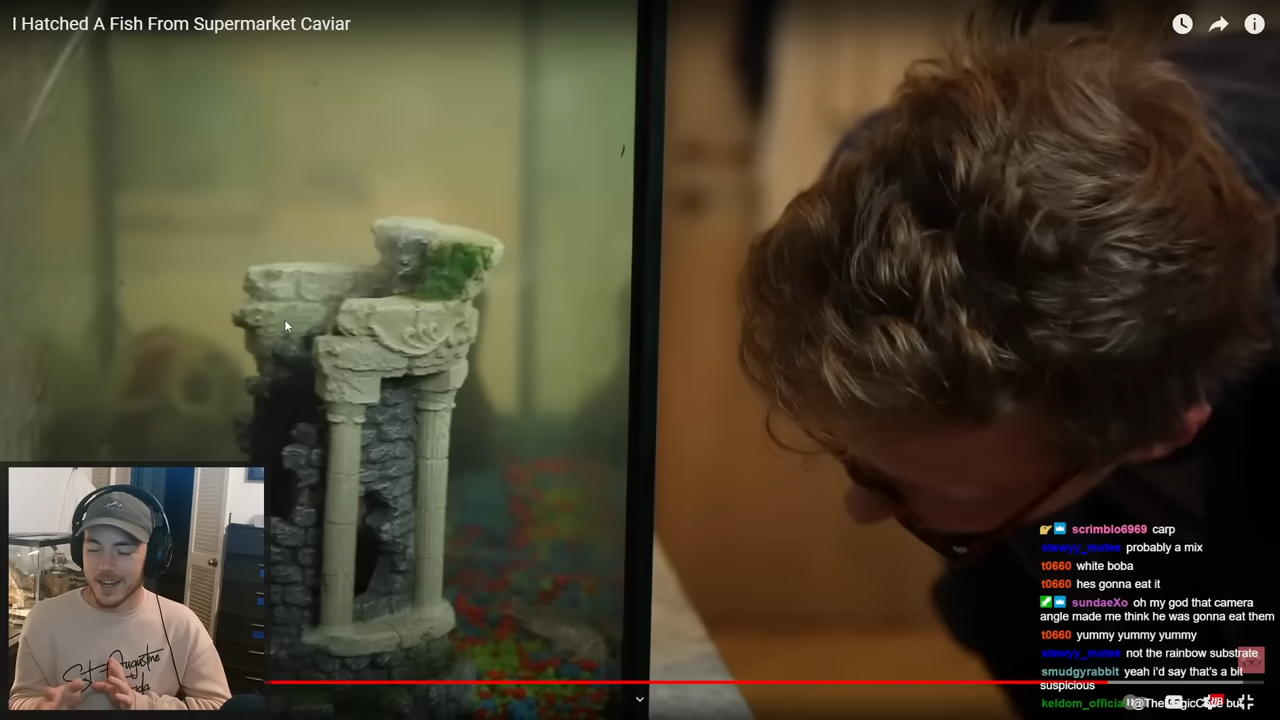 I Hatched A Fish From Supermarket Caviar
scrimblo6969 carp
probably a mix
t0660 white boba
t0660 hes gonna eat it
sundaeXo oh my god that camera
angle made me think he was gonna eat them
t0660 yummy yummy yummy
not the rainbow substrate
smudgyrabbit yeah i'd say that's a bit
suspicious
St. Augustine